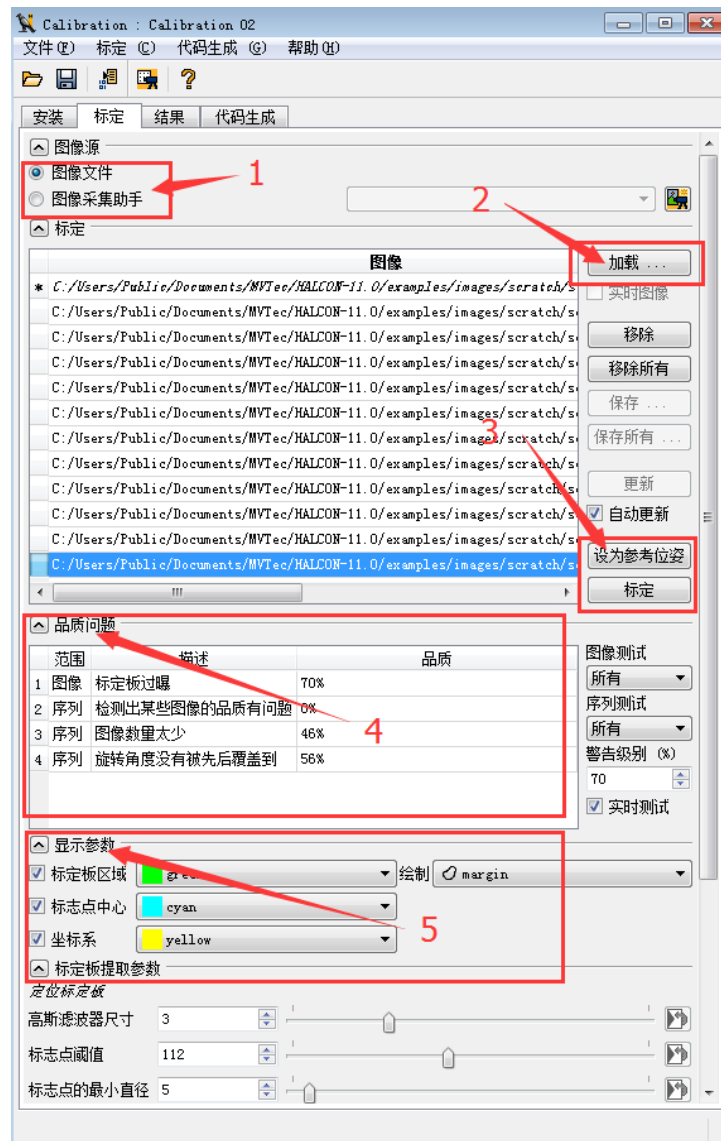 Calibration : Calibration 02
文件(F) 标定 (C) 代码生成 (G) 帮助(H)
安装 标定 结果 代码生成
图像源
图像文件
图像采集助手
1
2
标定
图像
加载 ...
* C:/Users/Public/Documents/MVTec/HALCON-11.0/examples/images/scratch/s
实时图像
C:/Users/Public/Documents/MVTec/HALCON-11.0/examples/images/scratch/s
C:/Users/Public/Documents/MVTec/HALCON-11.0/examples/images/scratch/s
移除
C:/Users/Public/Documents/MVTec/HALCON-11.0/examples/images/scratch/s
移除所有
C:/Users/Public/Documents/MVTec/HALCON-11.0/examples/images/scratch/s
C:/Users/Public/Documents/MVTec/HALCON-11.0/examples/images/scratch/s
保存 ...
C:/Users/Public/Documents/MVTec/HALCON-11.0/examples/images/scratch/s
保存所有 ...
3
C:/Users/Public/Documents/MVTec/HALCON-11.0/examples/images/scratch/s
C:/Users/Public/Documents/MVTec/HALCON-11.0/examples/images/scratch/s
更新
C:/Users/Public/Documents/MVTec/HALCON-11.0/examples/images/scratch/s
自动更新
C:/Users/Public/Documents/MVTec/HALCON-11.0/examples/images/scratch/s
C:/Users/Public/Documents/MVTec/HALCON-11.0/examples/images/scratch/s
设为参考位姿
标定
品质问题
范围 描述 品质
1 图像 标定板过曝 70%
2 序列 检测出某些图像的品质有问题 0%
3 序列 图像数量太少 46%
4 序列 旋转角度没有被先后覆盖到 56%
4
图像测试
所有
序列测试
所有
警告级别 (%)
70
实时测试
显示参数
标定板区域 green 绘制 margin
标志点中心 cyan
5
坐标系 yellow
标定板提取参数
定位标定板
高斯滤波器尺寸 3
标志点阈值 112
标志点的最小直径 5